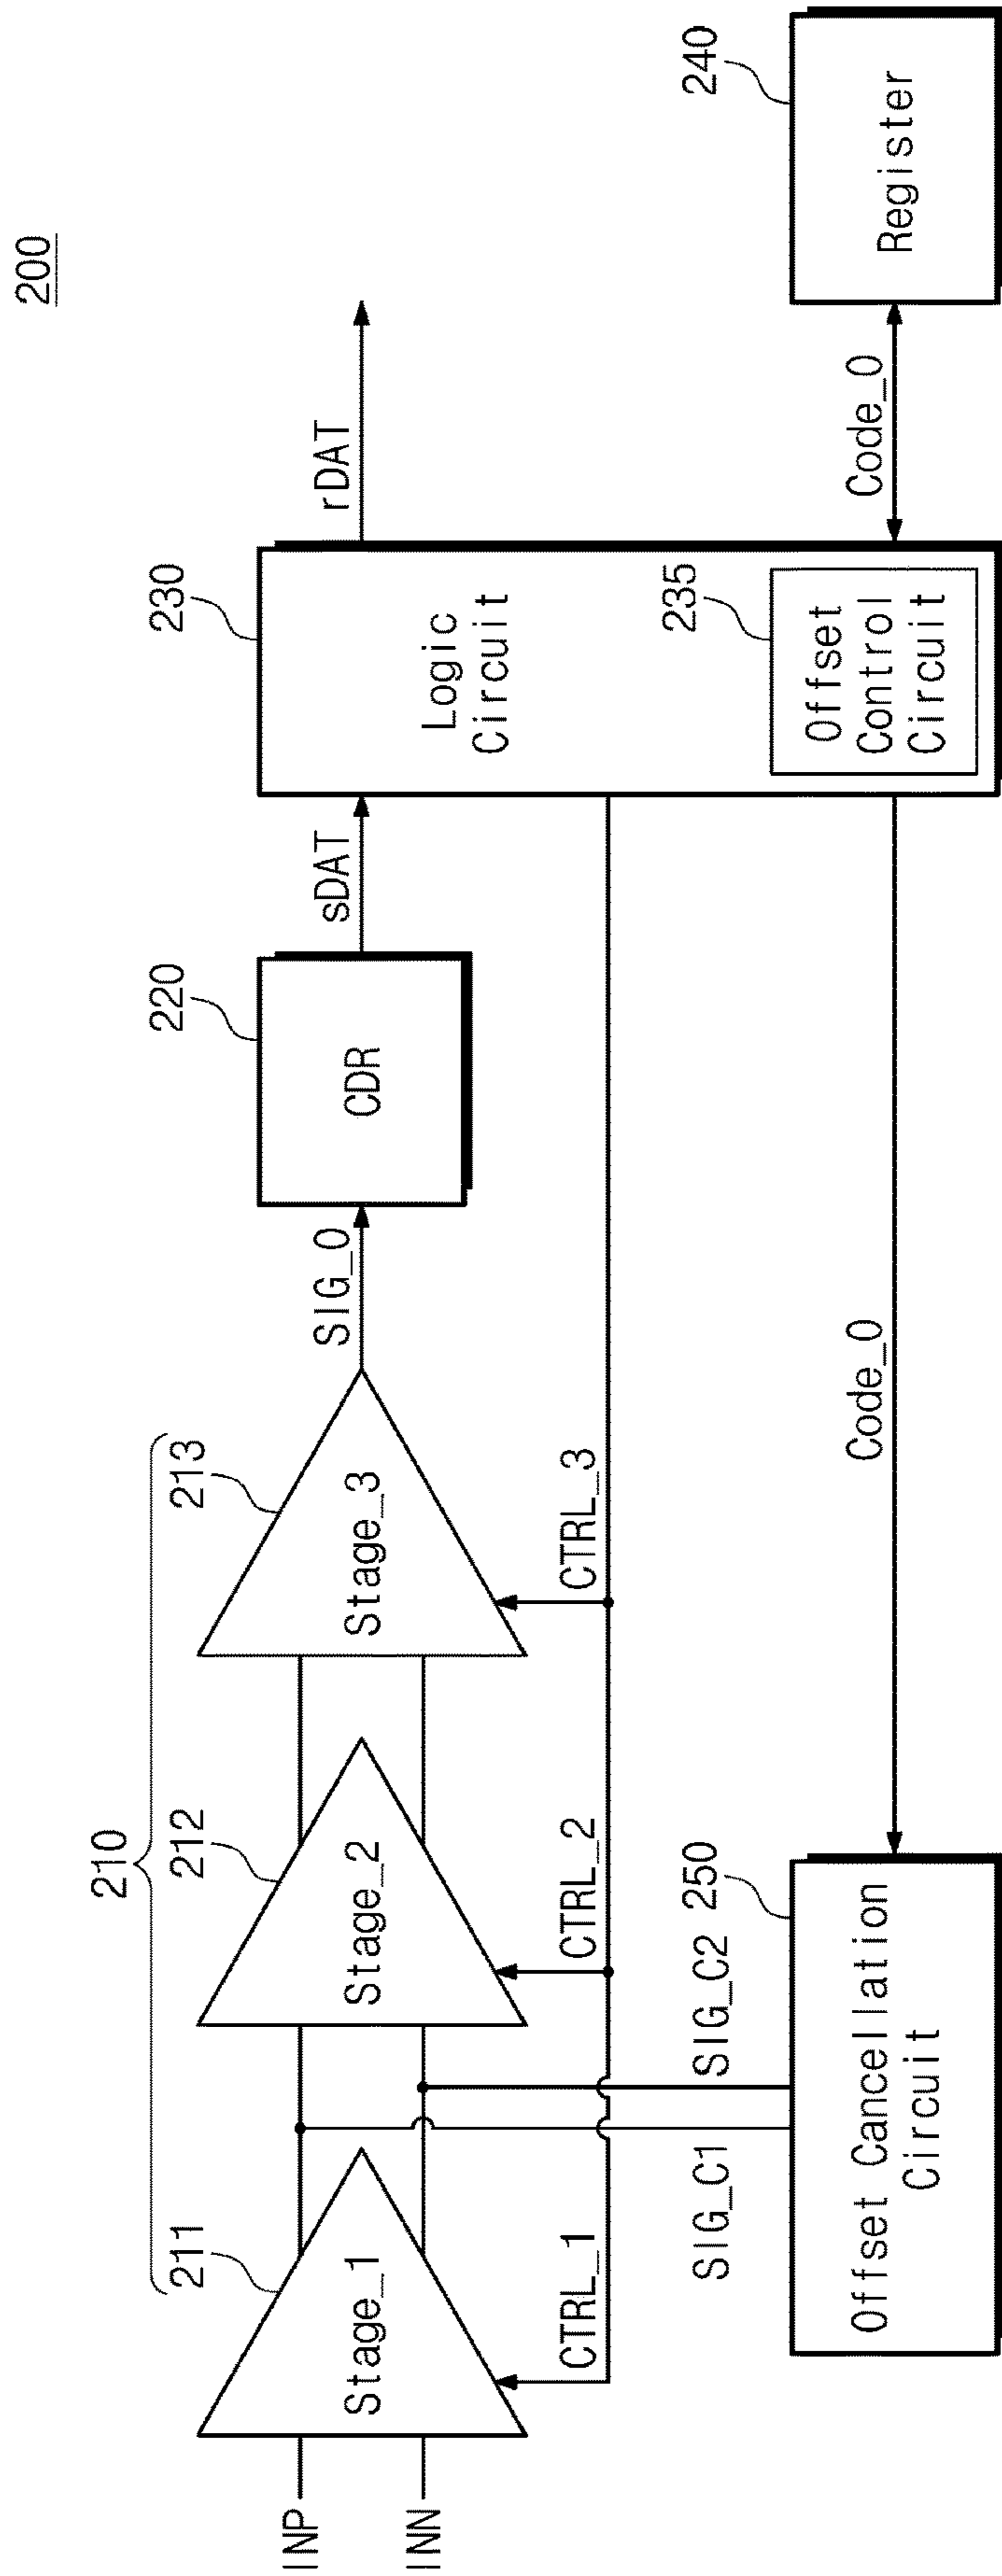 200
210
211
212
213
220
230
240
INP
INN
Stage_1
Stage_2
Stage_3
SIG_0
CDR
sDAT
Logic
Circuit
rDAT
CTRL_1
CTRL_2
CTRL_3
SIG_C1
SIG_C2
250
Offset Cancellation
Circuit
Code_0
235
Offset
Control
Circuit
Code_0
Register